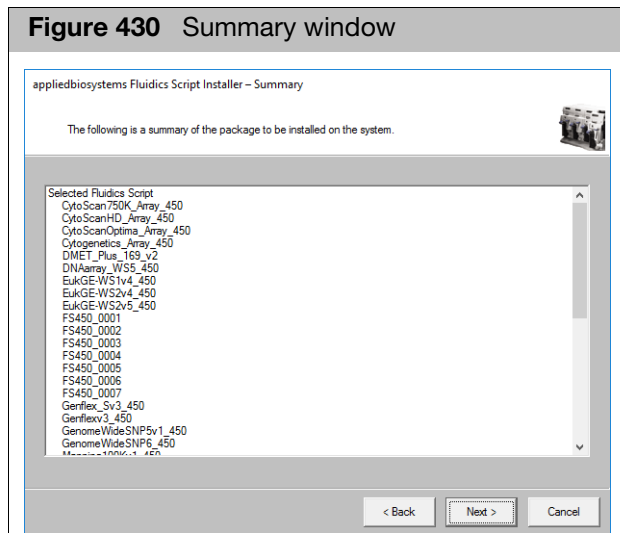 Figure 430 Summary window
appliedbiosystems Fluidics Script Installer – Summary
The following is a summary of the package to be installed on the system.
Selected Fluidics Script
CytoScan750K_Array_450
CytoScanHD_Array_450
CytoScanOptima_Array_450
Cytogenetics_Array_450
DMET_Plus_169_v2
DNAarray_WS5_450
EukGE-WS1v4_450
EukGE-WS2v4_450
EukGE-WS2v5_450
FS450_0001
FS450_0002
FS450_0003
FS450_0004
FS450_0005
FS450_0006
FS450_0007
Genflex_Sv3_450
Genflexv3_450
GenomeWideSNP5v1_450
GenomeWideSNP6_450
Mapping100Kv1_450
< Back
Next >
Cancel